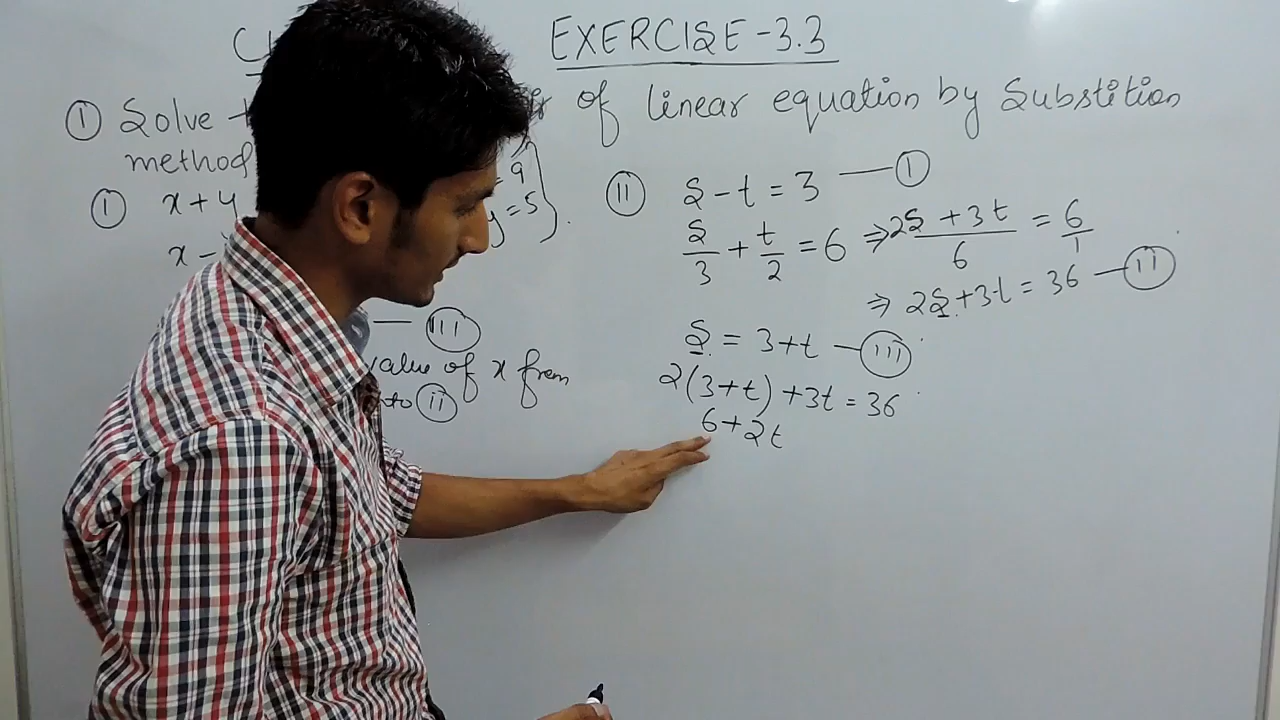 EXERCISE-3.3
① Solve of linear equation by Substition
method
① x+y = 9
y=5}.
x-
— ⓘⓘⓘ
value of x from
to ⓘⓘ
ⓘⓘ s-t=3 — ⓘ
s/3 + t/2 = 6 ⇒ 2s+3t/6 = 6/1
⇒ 2s+3t=36 — ⓘⓘ
s = 3+t — ⓘⓘⓘ
2(3+t)+3t=36
6+2t